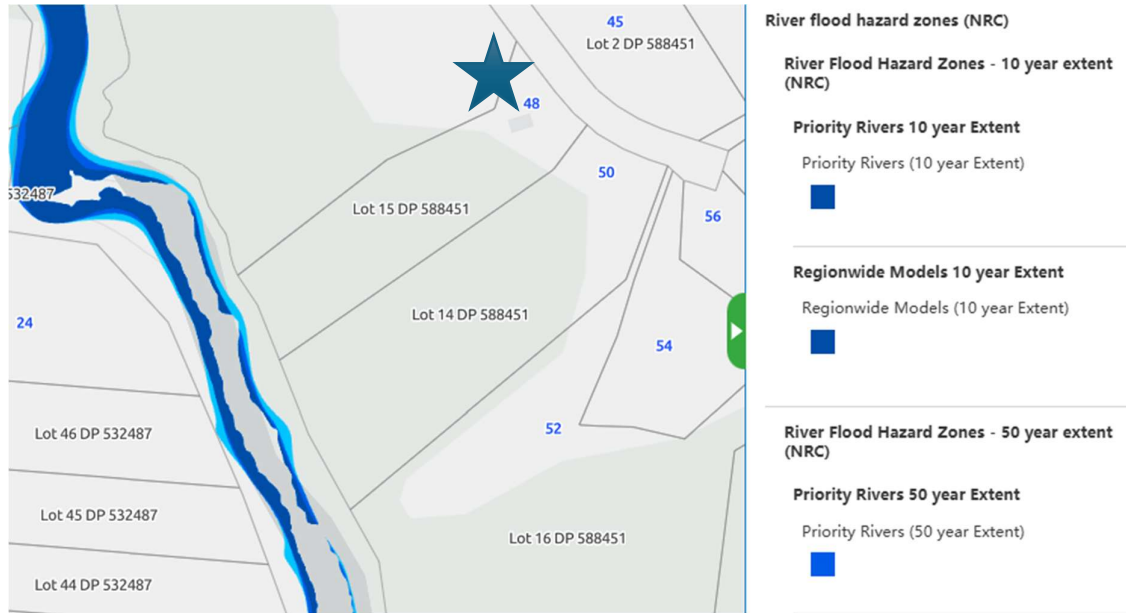 45
Lot 2 DP 588451
48
532487
50
Lot 15 DP 588451
56
24
Lot 14 DP 588451
54
52
Lot 46 DP 532487
Lot 45 DP 532487
Lot 16 DP 588451
Lot 44 DP 532487
River flood hazard zones (NRC)
River Flood Hazard Zones - 10 year extent
(NRC)
Priority Rivers 10 year Extent
Priority Rivers (10 year Extent)
Regionwide Models 10 year Extent
Regionwide Models (10 year Extent)
River Flood Hazard Zones - 50 year extent
(NRC)
Priority Rivers 50 year Extent
Priority Rivers (50 year Extent)